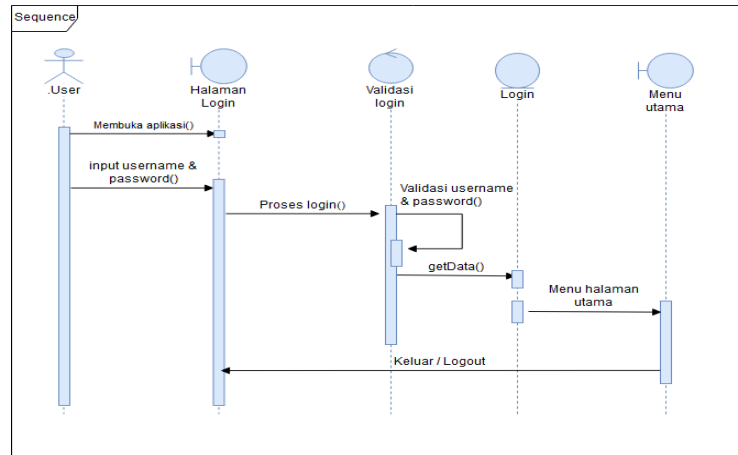 Sequence
.User
Halaman
Login
Validasi
login
Login
Menu
utama
Membuka aplikasi()
input username &
password()
Proses login()
Validasi username
& password()
getData()
Menu halaman
utama
Keluar / Logout